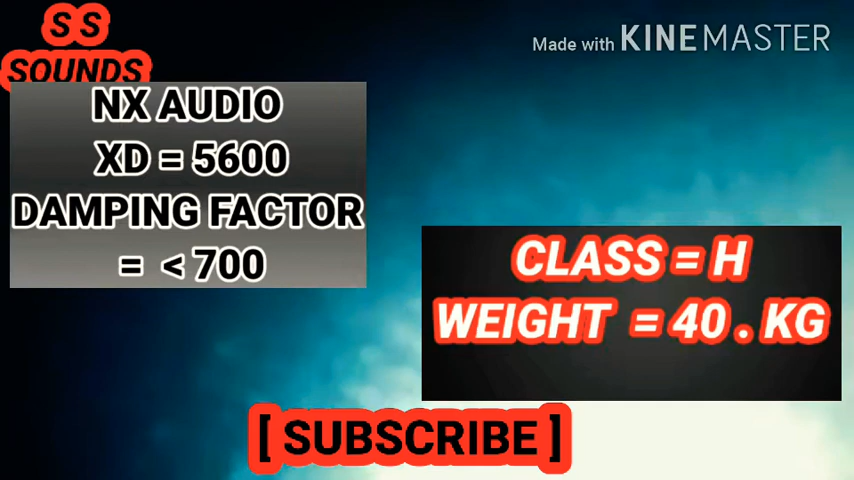 S S
SOUNDS
Made with KINEMASTER
NX AUDIO
XD = 5600
DAMPING FACTOR
= < 700
CLASS = H
WEIGHT = 40 . KG
[ SUBSCRIBE ]